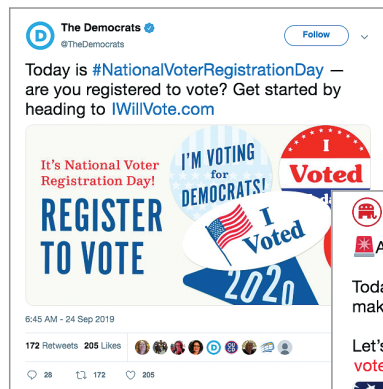 The Democrats
@TheDemocrats
Follow
Today is #NationalVoterRegistrationDay —
are you registered to vote? Get started by
heading to IWillVote.com
It's National Voter
Registration Day!
REGISTER
TO VOTE
I'M VOTING
for
DEMOCRATS!
I
Voted
I
Voted
2020
6:45 AM - 24 Sep 2019
172 Retweets 205 Likes
28 172 205
A
Toda
mak
Let's
vote